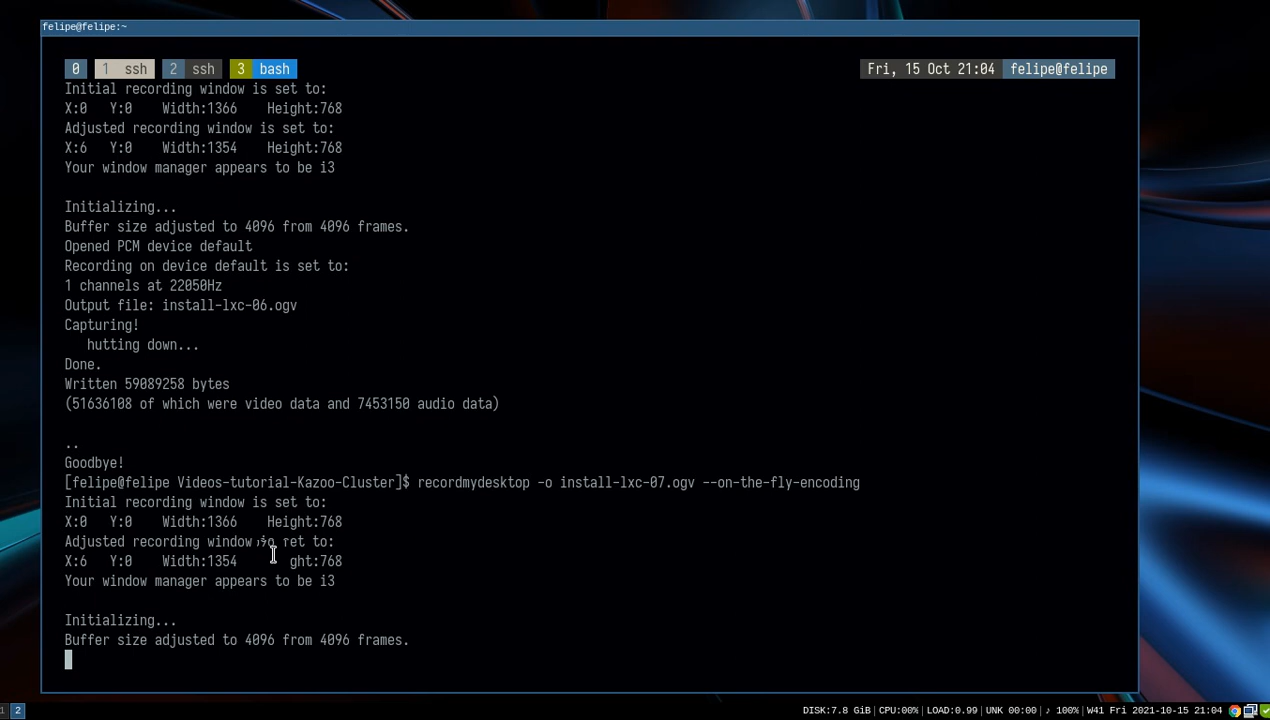 felipe@felipe:~
0 1 ssh 2 ssh 3 bash Fri, 15 Oct 21:04 felipe@felipe
Initial recording window is set to:
X:0 Y:0 Width:1366 Height:768
Adjusted recording window is set to:
X:6 Y:0 Width:1354 Height:768
Your window manager appears to be i3
Initializing...
Buffer size adjusted to 4096 from 4096 frames.
Opened PCM device default
Recording on device default is set to:
1 channels at 22050Hz
Output file: install-lxc-06.ogv
Capturing!
hutting down...
Done.
Written 59089258 bytes
(51636108 of which were video data and 7453150 audio data)
..
Goodbye!
[felipe@felipe Videos-tutorial-Kazoo-Cluster]$ recordmydesktop -o install-lxc-07.ogv --on-the-fly-encoding
Initial recording window is set to:
X:0 Y:0 Width:1366 Height:768
Adjusted recording window to:
X:6 Y:0 Width:1354 ght:768
Your window manager appears to be i3
Initializing...
Buffer size adjusted to 4096 from 4096 frames.
1 2 DISK:7.8 GiB|CPU:00%|LOAD:0.99|UNK 00:00|♪ 100%|W41 Fri 2021-10-15 21:04